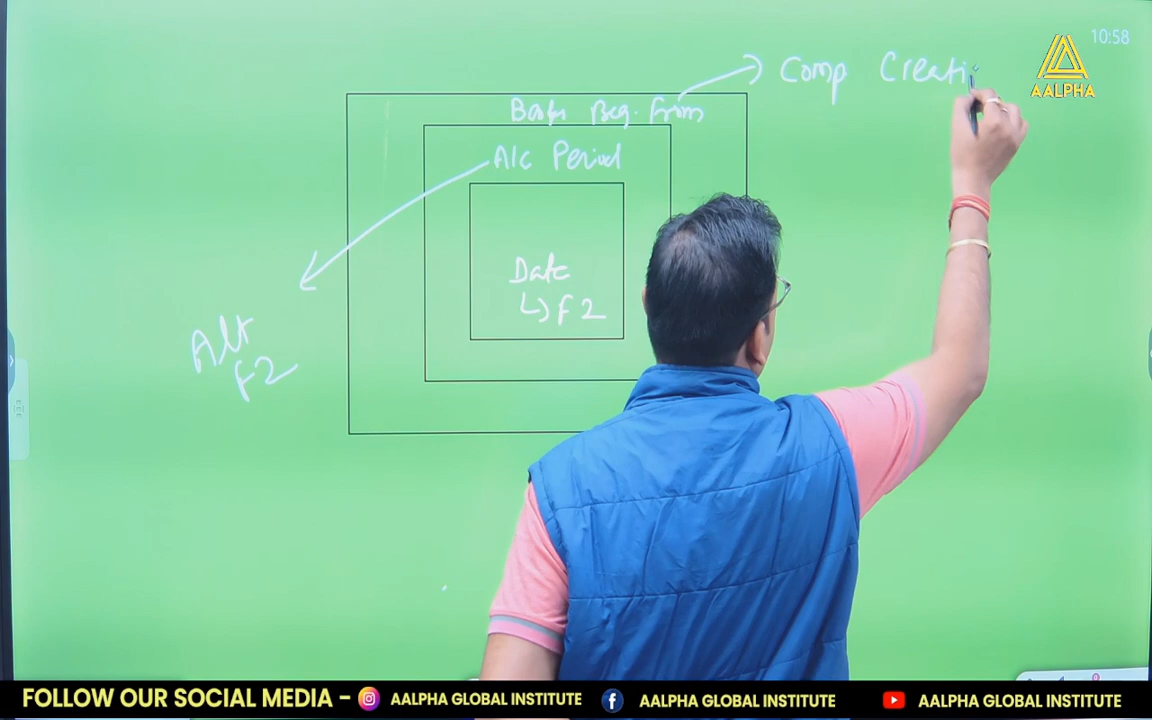 10:58
AALPHA
Comp Creati
Books Beg. From
A/c Period
Date
↳ F2
Alt
F2
FOLLOW OUR SOCIAL MEDIA - AALPHA GLOBAL INSTITUTE AALPHA GLOBAL INSTITUTE AALPHA GLOBAL INSTITUTE